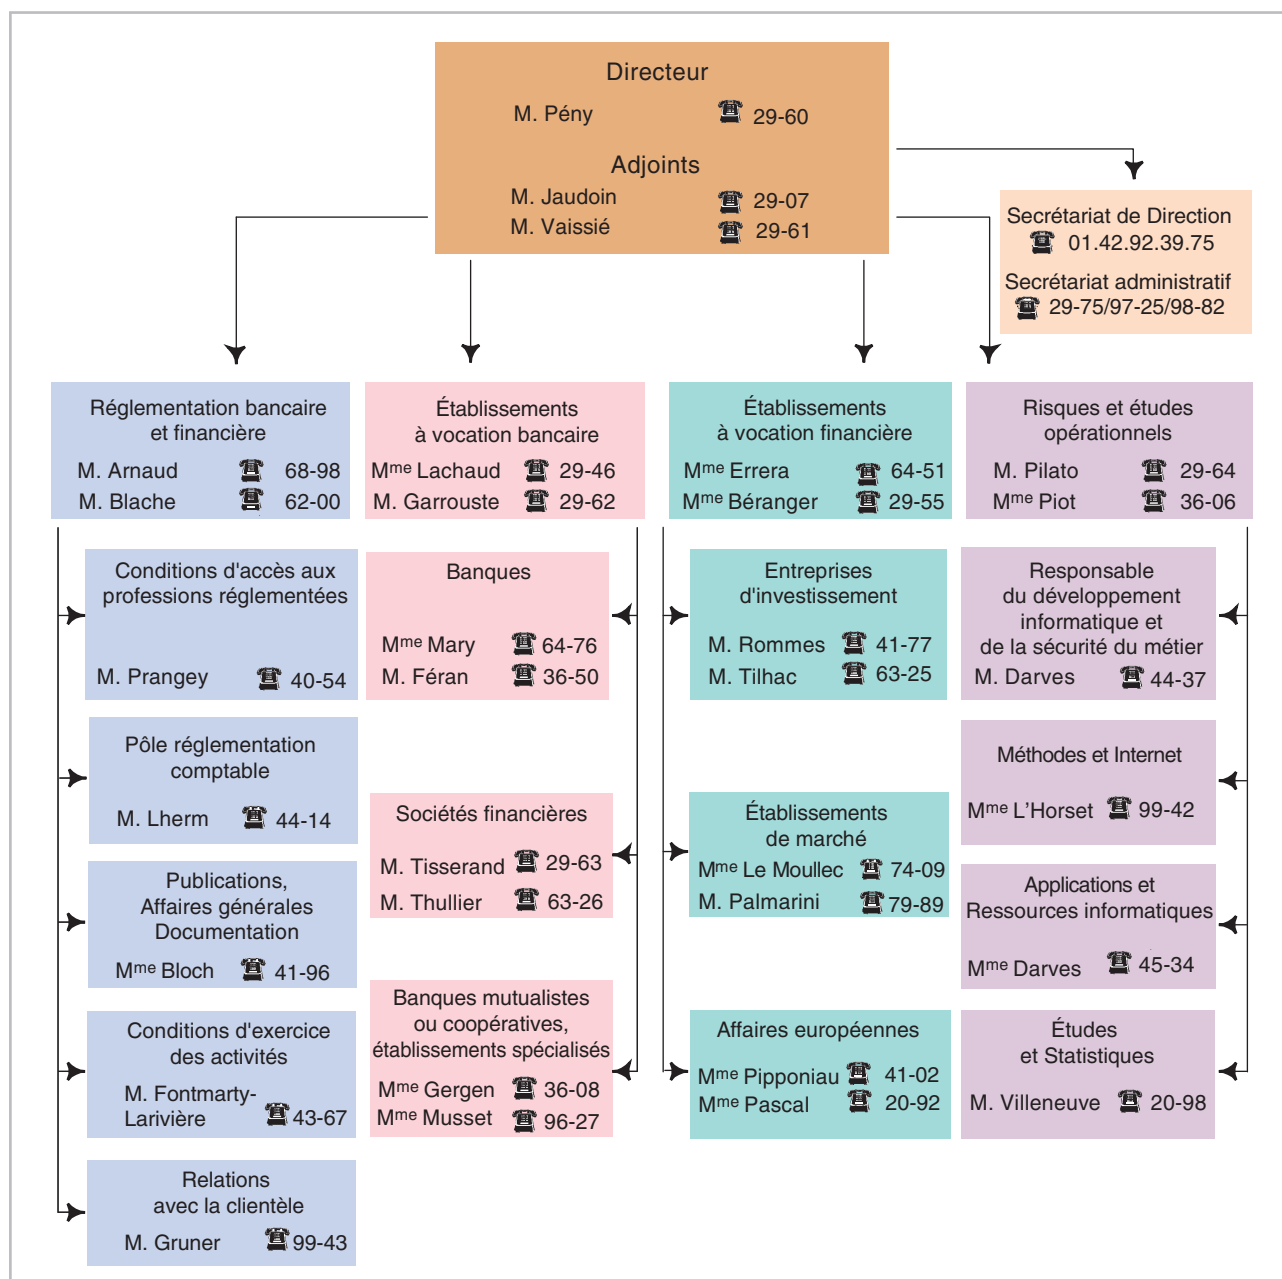 Directeur
M. Pény 29-60
Adjoints
M. Jaudoin 29-07
M. Vaissié 29-61
Secrétariat de Direction
01.42.92.39.75
Secrétariat administratif
29-75/97-25/98-82
Réglementation bancaire
et financière
M. Arnaud 68-98
M. Blache 62-00
Conditions d'accès aux
professions réglementées
M. Prangey 40-54
Pôle réglementation
comptable
M. Lherm 44-14
Publications,
Affaires générales
Documentation
Mme Bloch 41-96
Conditions d'exercice
des activités
M. Fontmarty-
Larivière 43-67
Relations
avec la clientèle
M. Gruner 99-43
Établissements
à vocation bancaire
Mme Lachaud 29-46
M. Garrouste 29-62
Banques
Mme Mary 64-76
M. Féran 36-50
Sociétés financières
M. Tisserand 29-63
M. Thullier 63-26
Banques mutualistes
ou coopératives,
établissements spécialisés
Mme Gergen 36-08
Mme Musset 96-27
Établissements
à vocation financière
Mme Errera 64-51
Mme Béranger 29-55
Entreprises
d'investissement
M. Rommes 41-77
M. Tilhac 63-25
Établissements
de marché
Mme Le Moullec 74-09
M. Palmarini 79-89
Affaires européennes
Mme Pipponiau 41-02
Mme Pascal 20-92
Risques et études
opérationnels
M. Pilato 29-64
Mme Piot 36-06
Responsable
du développement
informatique et
de la sécurité du métier
M. Darves 44-37
Méthodes et Internet
Mme L’Horset 99-42
Applications et
Ressources informatiques
Mme Darves 45-34
Études
et Statistiques
M. Villeneuve 20-98